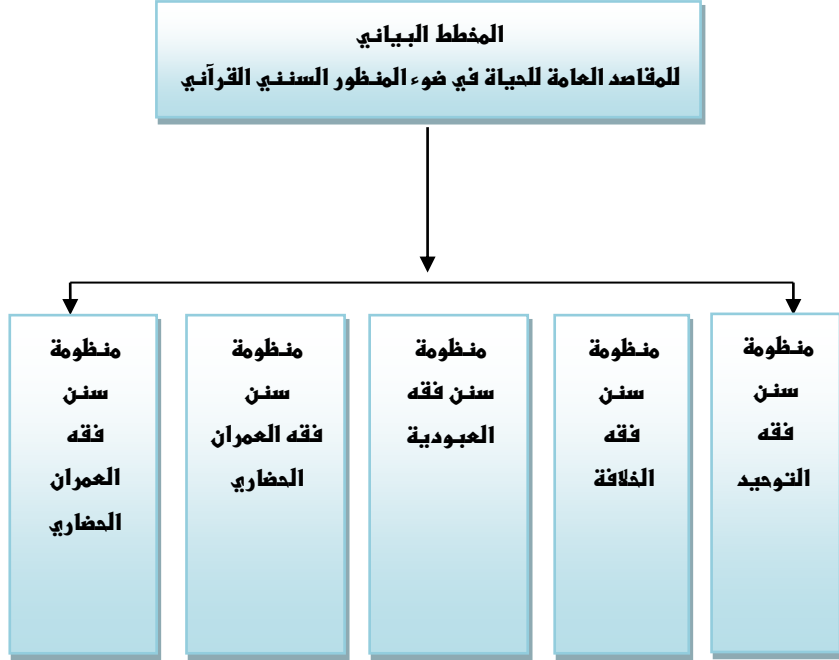 المخطط البياني
للمقاصد العامة للحياة في ضوء المنظور السنني القرآني
منظومة
سنن
فقه
التوحيد
منظومة
سنن
فقه
الخلافة
منظومة
سنن فقه
العبودية
منظومة
سنن
فقه العمران
الحضاري
منظومة
سنن
فقه
العمران
الحضاري